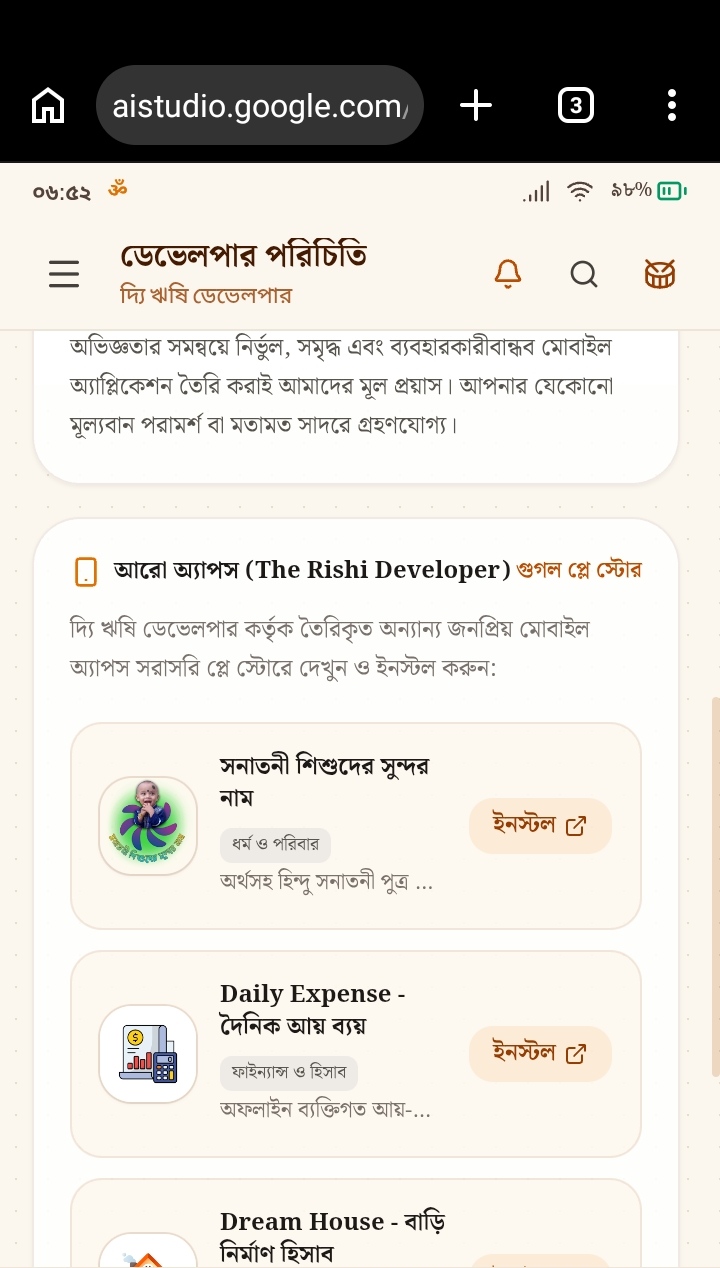 aistudio.google.com/
3
০৬:৫২ ॐ
৯৮%
ডেভেলপার পরিচিতি
দ্যি ঋষি ডেভেলপার
অভিজ্ঞতার সমন্বয়ে নির্ভুল, সমৃদ্ধ এবং ব্যবহারকারীবান্ধব মোবাইল
অ্যাপ্লিকেশন তৈরি করাই আমাদের মূল প্রয়াস। আপনার যেকোনো
মূল্যবান পরামর্শ বা মতামত সাদরে গ্রহণযোগ্য।
আরো অ্যাপস (The Rishi Developer) গুগল প্লে স্টোর
দ্যি ঋষি ডেভেলপার কর্তৃক তৈরিকৃত অন্যান্য জনপ্রিয় মোবাইল
অ্যাপস সরাসরি প্লে স্টোরে দেখুন ও ইনস্টল করুন:
সনাতনী শিশুদের সুন্দর
নাম
ধর্ম ও পরিবার
অর্থসহ হিন্দু সনাতনী পুত্র ...
ইনস্টল
Daily Expense -
দৈনিক আয় ব্যয়
ফাইন্যান্স ও হিসাব
অফলাইন ব্যক্তিগত আয়-...
ইনস্টল
Dream House - বাড়ি
নির্মাণ হিসাব